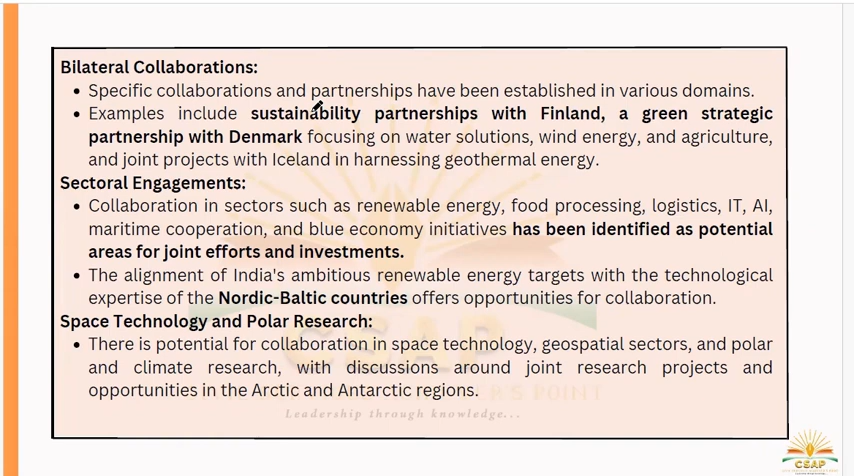 Bilateral Collaborations:
• Specific collaborations and partnerships have been established in various domains.
• Examples include sustainability partnerships with Finland, a green strategic
partnership with Denmark focusing on water solutions, wind energy, and agriculture,
and joint projects with Iceland in harnessing geothermal energy.
Sectoral Engagements:
• Collaboration in sectors such as renewable energy, food processing, logistics, IT, AI,
maritime cooperation, and blue economy initiatives has been identified as potential
areas for joint efforts and investments.
• The alignment of India's ambitious renewable energy targets with the technological
expertise of the Nordic-Baltic countries offers opportunities for collaboration.
Space Technology and Polar Research:
• There is potential for collaboration in space technology, geospatial sectors, and polar
and climate research, with discussions around joint research projects and
opportunities in the Arctic and Antarctic regions.
CSAP
Leadership through knowledge...
CSAP